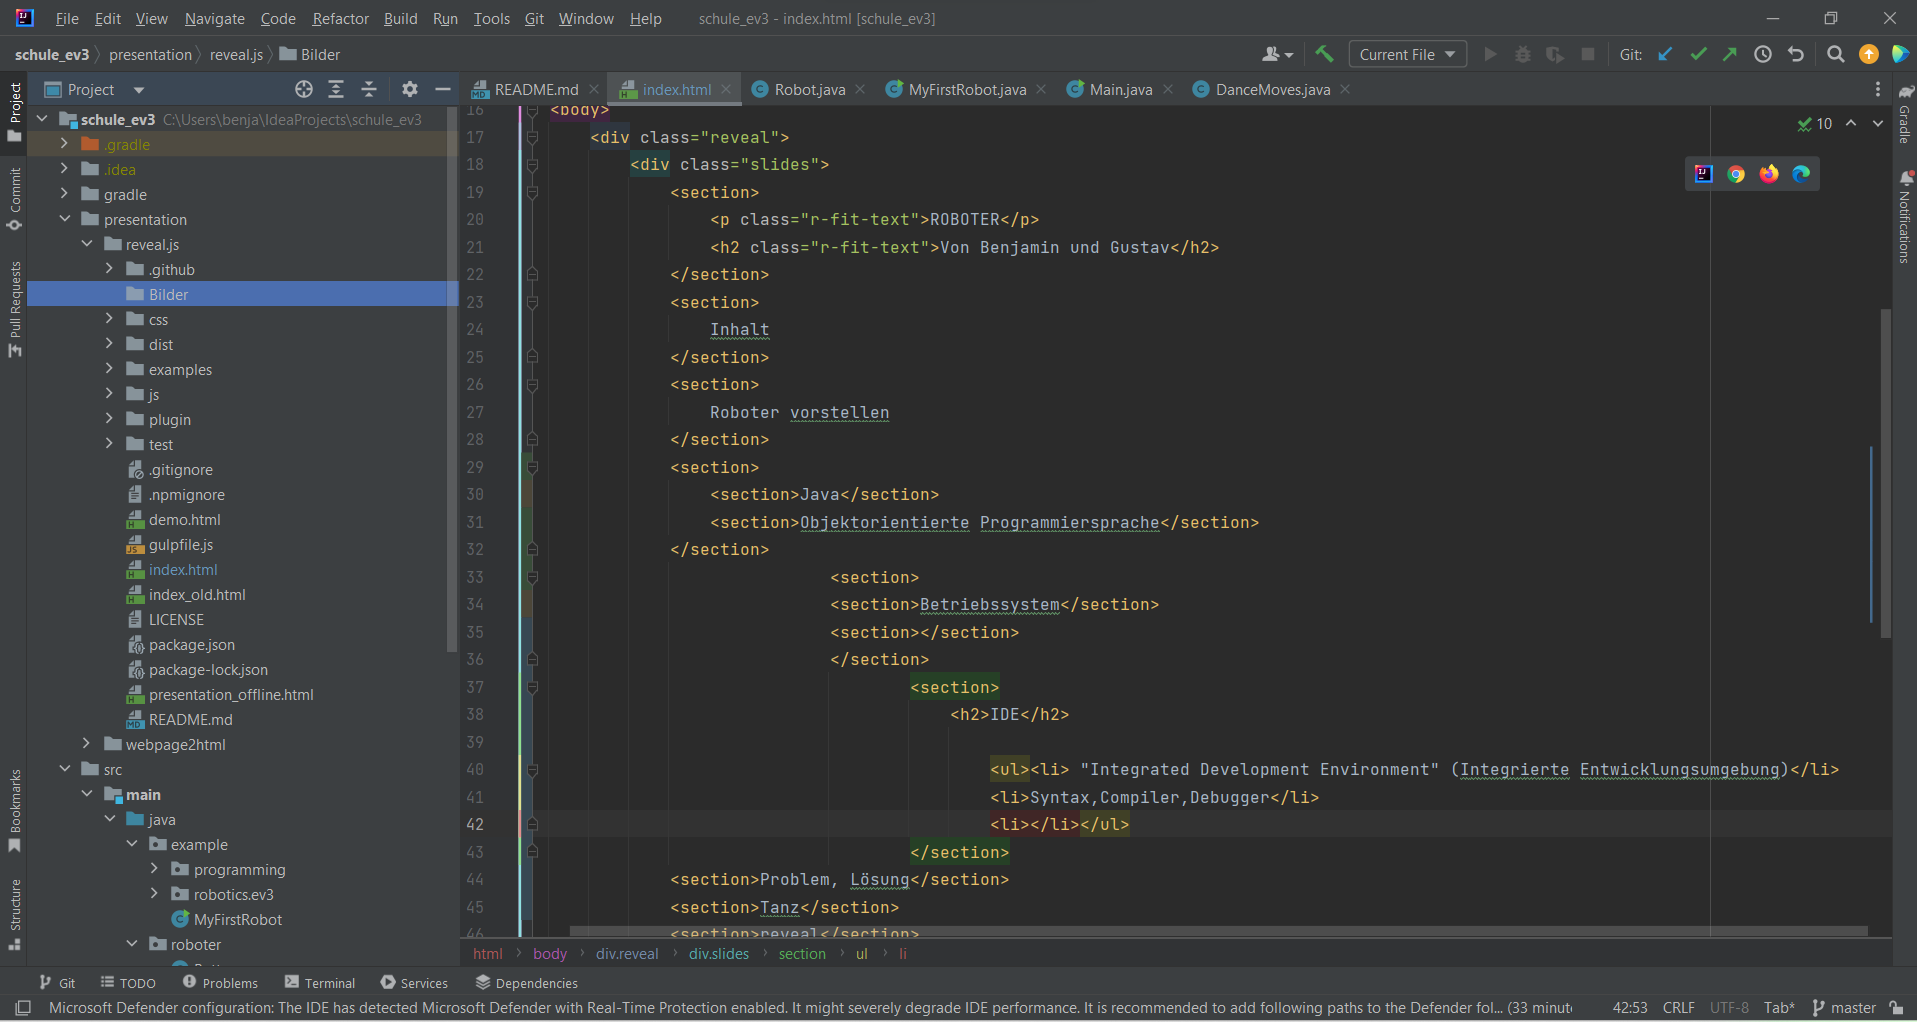 File Edit View Navigate Code Refactor Build Run Tools Git Window Help schule_ev3 - index.html [schule_ev3]
schule_ev3 presentation reveal.js Bilder Current File Git:
Project
README.md index.html Robot.java MyFirstRobot.java Main.java DanceMoves.java
schule_ev3 C:\Users\benja\IdeaProjects\schule_ev3
.gradle
.idea
gradle
presentation
reveal.js
.github
Bilder
css
dist
examples
js
plugin
test
.gitignore
.npmignore
demo.html
gulpfile.js
index.html
index_old.html
LICENSE
package.json
package-lock.json
presentation_offline.html
README.md
webpage2html
src
main
java
example
programming
robotics.ev3
MyFirstRobot
roboter
Project
Commit
Pull Requests
Bookmarks
Structure
16 <body>
17 <div class="reveal">
18 <div class="slides">
19 <section>
20 <p class="r-fit-text">ROBOTER</p>
21 <h2 class="r-fit-text">Von Benjamin und Gustav</h2>
22 </section>
23 <section>
24 Inhalt
25 </section>
26 <section>
27 Roboter vorstellen
28 </section>
29 <section>
30 <section>Java</section>
31 <section>Objektorientierte Programmiersprache</section>
32 </section>
33 <section>
34 <section>Betriebssystem</section>
35 <section></section>
36 </section>
37 <section>
38 <h2>IDE</h2>
39
40 <ul><li> "Integrated Development Environment" (Integrierte Entwicklungsumgebung)</li>
41 <li>Syntax,Compiler,Debugger</li>
42 <li></li></ul>
43 </section>
44 <section>Problem, Lösung</section>
45 <section>Tanz</section>
46 <section>reveal</section>
10
Gradle
Notifications
html body div.reveal div.slides section ul li
Git TODO Problems Terminal Services Dependencies
Microsoft Defender configuration: The IDE has detected Microsoft Defender with Real-Time Protection enabled. It might severely degrade IDE performance. It is recommended to add following paths to the Defender fol... (33 minut 42:53 CRLF UTF-8 Tab* master